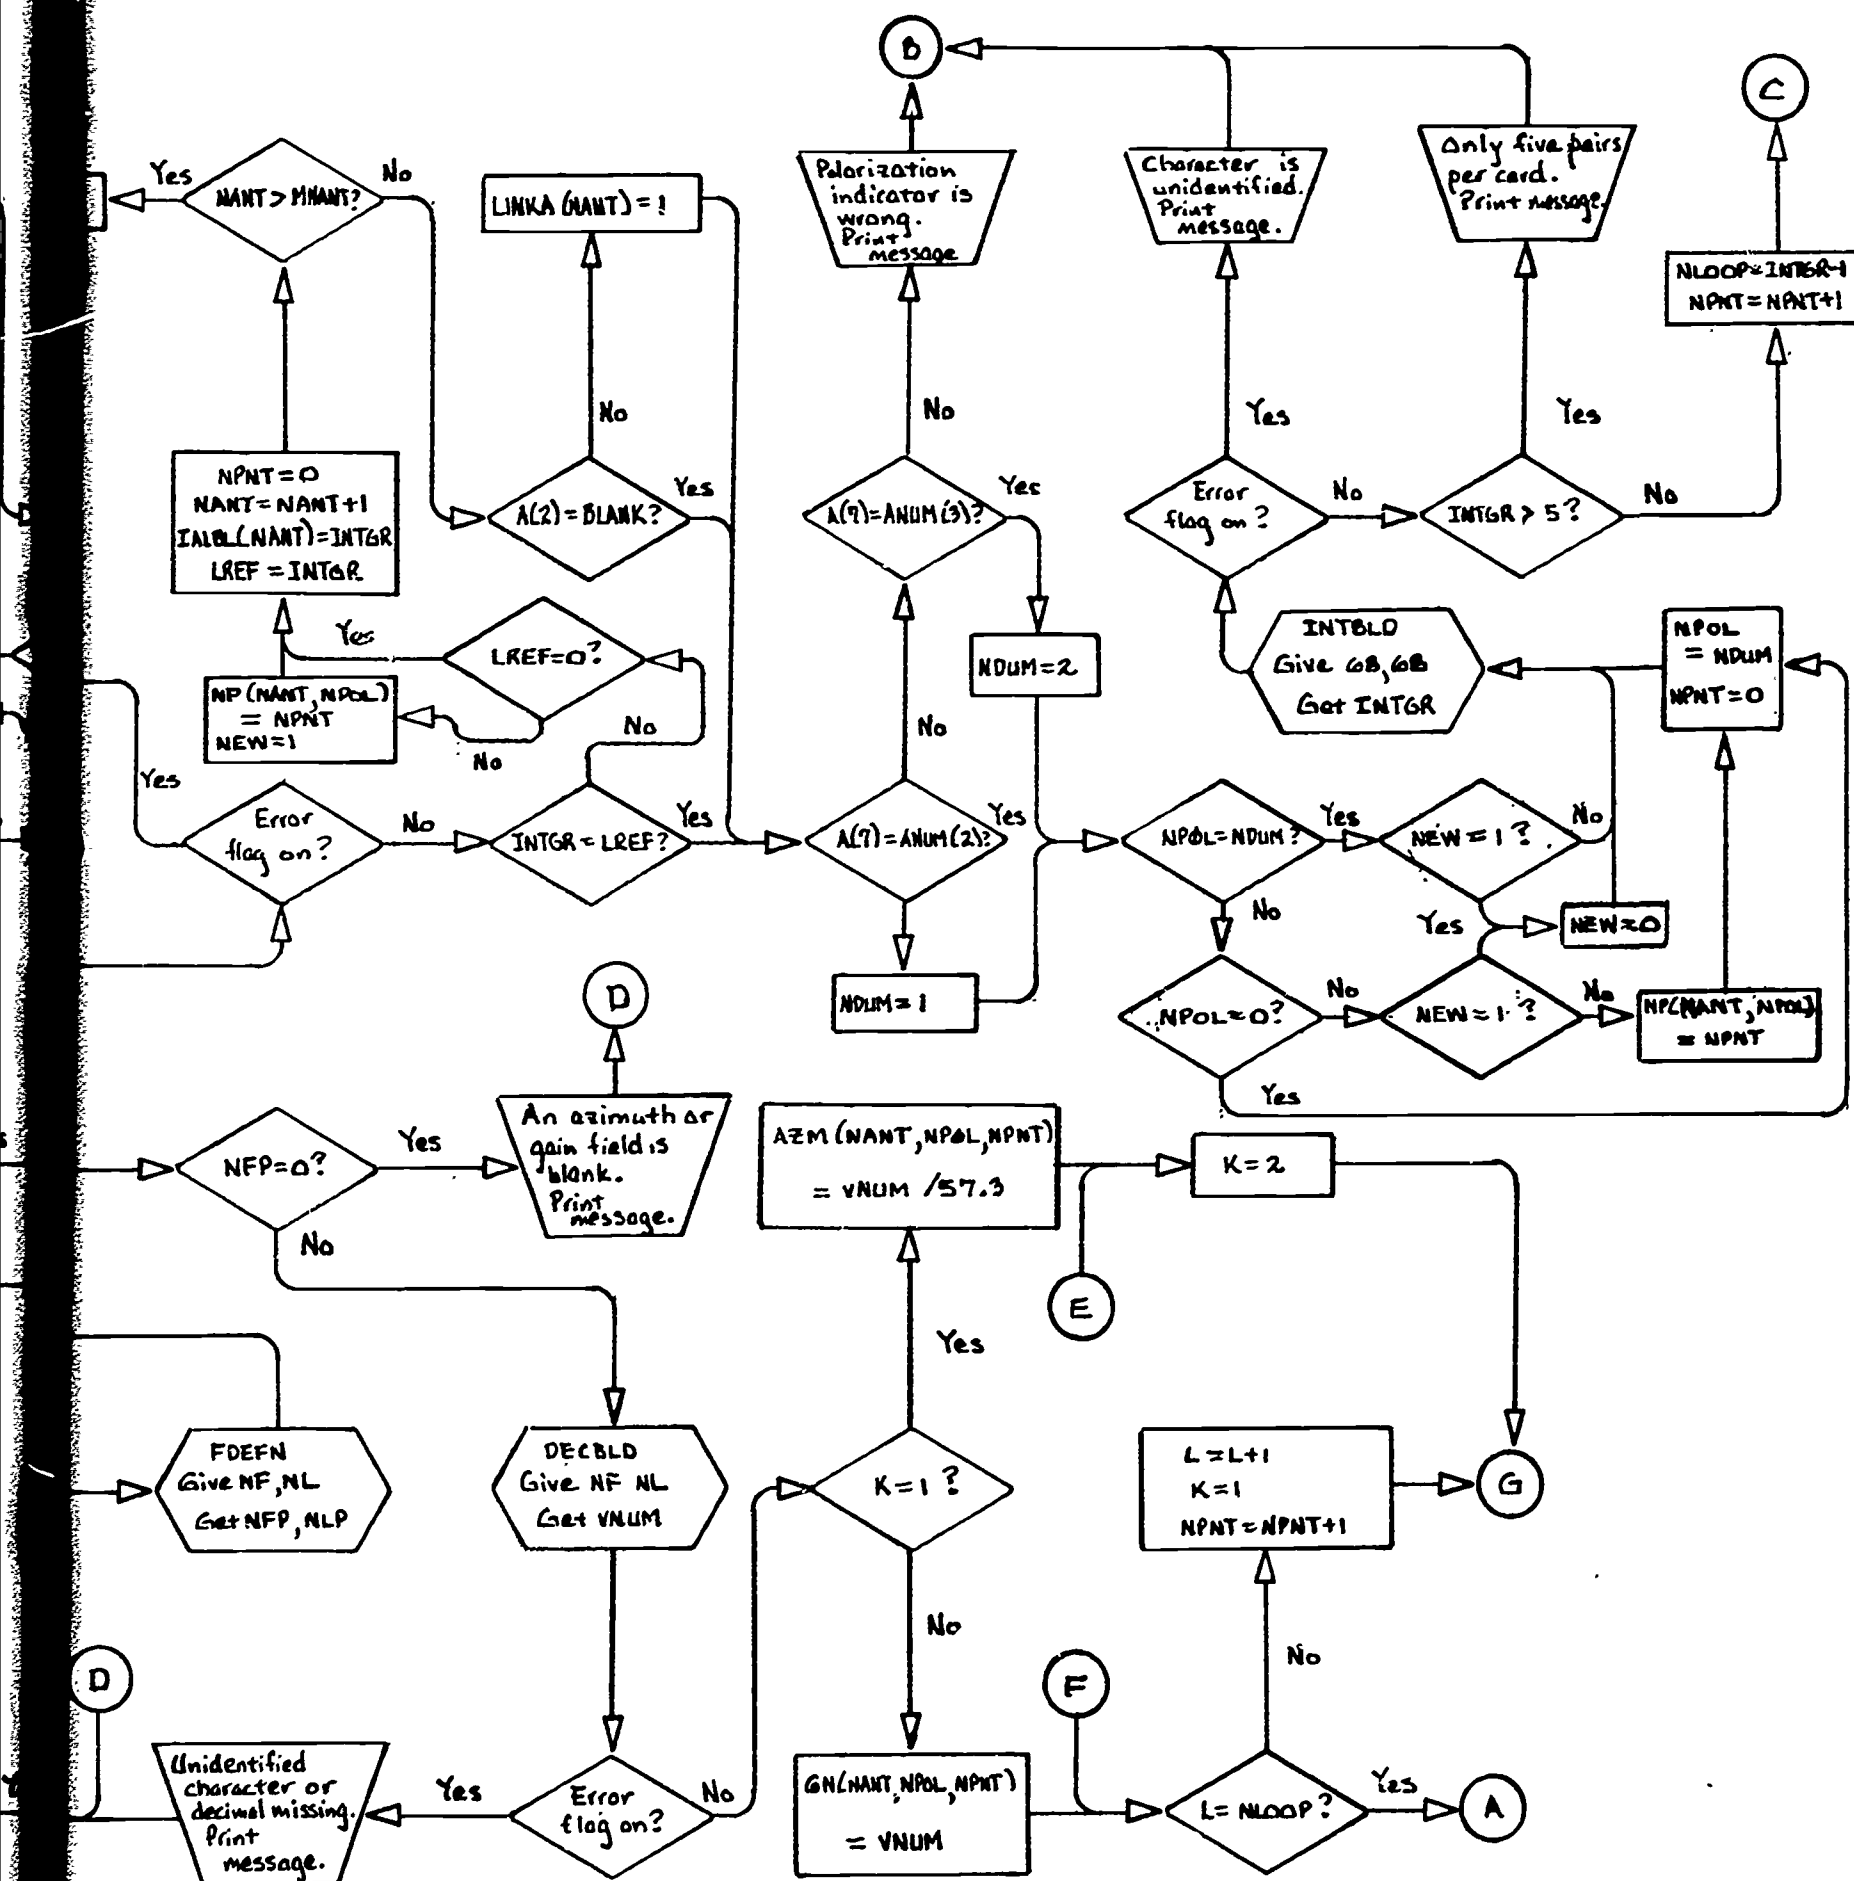 B
C
Yes
NANT > MNANT?
No
LINKA(NANT) = 1
Polarization
indicator is
wrong.
Print
message
Character is
unidentified.
Print
message.
Only five pairs
per card.
Print message.
NLOOP=INTGR-1
NPNT=NPNT+1
No
No
Yes
Yes
NPNT=0
NANT=NANT+1
IALBL(NANT)=INTGR
LREF=INTGR
A(2)=BLANK?
Yes
A(7)=ANUM(3)?
Yes
Error
flag on?
No
INTGR > 5?
No
Yes
LREF=0?
NP(NANT,NPOL)
= NPNT
NEW=1
No
No
NDUM=2
INTBLD
Give 68,68
Get INTGR
NPOL
= NDUM
NPNT=0
No
Yes
Error
flag on?
No
INTGR=LREF?
Yes
A(7)=ANUM(2)?
Yes
NPOL=NDUM?
Yes
NEW=1?
No
No
Yes
NEW=0
NDUM=1
NPOL=0?
No
NEW=1?
No
NP(NANT,NPOL)
= NPNT
Yes
D
NFP=0?
Yes
An azimuth or
gain field is
blank.
Print
message.
No
AZM(NANT,NPOL,NPNT)
= VNUM /57.3
K=2
E
Yes
FDEFN
Give NF,NL
Get NFP,NLP
DECBLD
Give NF NL
Get VNUM
K=1?
L=L+1
K=1
NPNT=NPNT+1
G
No
No
D
F
Unidentified
character or
decimal missing.
Print
message.
Yes
Error
flag on?
No
GN(NANT,NPOL,NPNT)
= VNUM
L=NLOOP?
Yes
A